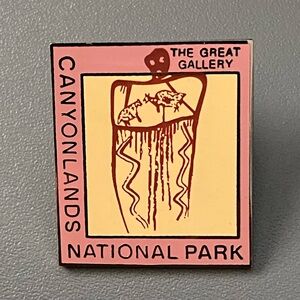 THE GREAT
GALLERY
CANYONLANDS
NATIONAL PARK